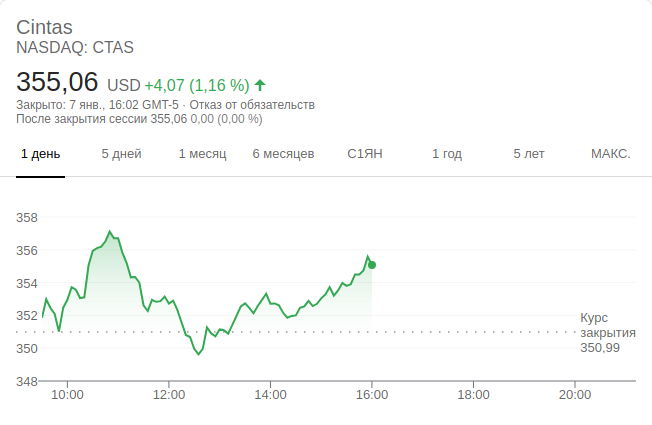 Cintas
NASDAQ: CTAS
355,06 USD +4,07 (1,16 %)
Закрыто: 7 янв., 16:02 GMT-5 · Отказ от обязательств
После закрытия сессии 355,06 0,00 (0,00 %)
1 день 5 дней 1 месяц 6 месяцев С1ЯН 1 год 5 лет МАКС.
358
356
354
352
Курс
закрытия
350,99
350
348
10:00 12:00 14:00 16:00 18:00 20:00